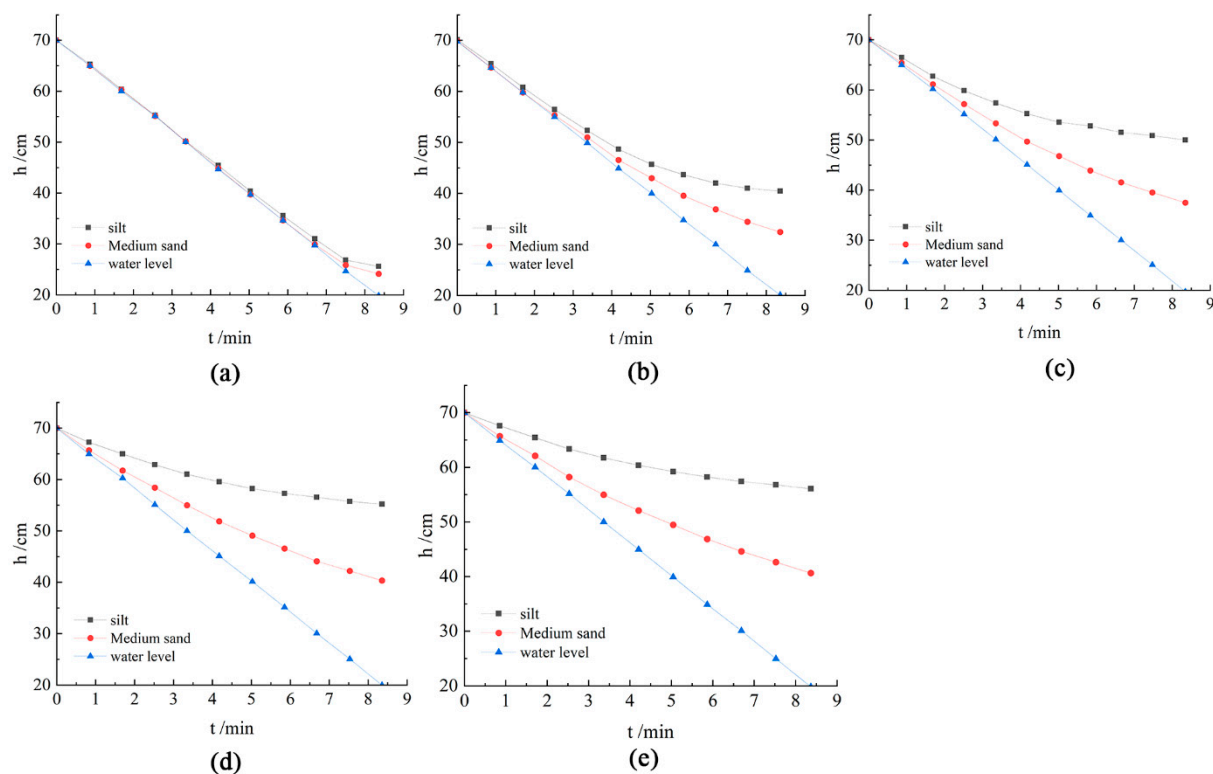 h /cm
70
60
50
40
30
20
silt
Medium sand
water level
0 1 2 3 4 5 6 7 8 9
t /min
(a)
h /cm
70
60
50
40
30
20
silt
Medium sand
water level
0 1 2 3 4 5 6 7 8 9
t /min
(b)
h /cm
70
60
50
40
30
20
silt
Medium sand
water level
0 1 2 3 4 5 6 7 8 9
t /min
(c)
h /cm
70
60
50
40
30
20
silt
Medium sand
water level
0 1 2 3 4 5 6 7 8 9
t /min
(d)
h /cm
70
60
50
40
30
20
silt
Medium sand
water level
0 1 2 3 4 5 6 7 8 9
t /min
(e)